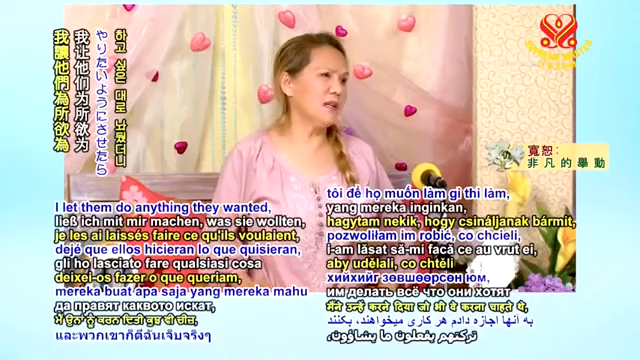 하고 싶은 대로 놔뒀더니
やりたいようにさせたら
我让他们为所欲为
我讓他們為所欲為
寬恕:
非凡的舉動
I let them do anything they wanted,
ließ ich mit mir machen, was sie wollten,
je les ai laissés faire ce qu'ils voulaient,
dejé que ellos hicieran lo que quisieran,
gli ho lasciato fare qualsiasi cosa
deixei-os fazer o que queriam,
mereka buat apa saja yang mereka mahu
да правят каквото искат,
ਮੈਂ ਉਨ੍ਹਾਂ ਨੂੰ ਕਰਨ ਦਿੱਤੀ ਕੁਝ ਵੀ ਚੀਜ਼,
และพวกเขาก็ตีฉันเจ็บจริงๆ
tôi để họ muốn làm gì thì làm,
yang mereka inginkan,
hagytam nekik, hogy csináljanak bármit,
pozwoliłam im robić, co chcieli,
i-am lăsat să-mi facă ce au vrut ei,
aby udělali, co chtěli
хийхийг зөвшөөрсөн юм,
им делать всё что они хотят
मैंने उन्हें करने दिया जो भी वे करना चाहते थे,
به آنها اجازه دادم هر کاری میخواهند، بکنند
تركتهم يفعلون ما يشاؤون،